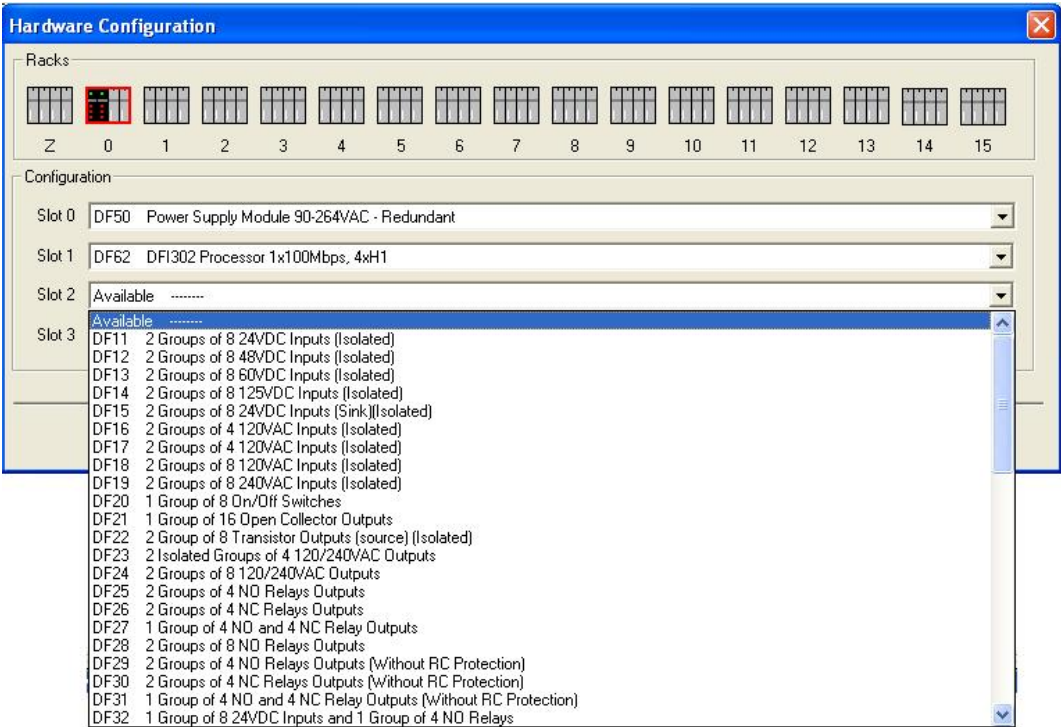 Hardware Configuration
Racks
Z 0 1 2 3 4 5 6 7 8 9 10 11 12 13 14 15
Configuration
Slot 0 DF50 Power Supply Module 90-264VAC - Redundant
Slot 1 DF62 DFI302 Processor 1x100Mbps, 4xH1
Slot 2 Available --------
Slot 3
Available --------
DF11 2 Groups of 8 24VDC Inputs (Isolated)
DF12 2 Groups of 8 48VDC Inputs (Isolated)
DF13 2 Groups of 8 60VDC Inputs (Isolated)
DF14 2 Groups of 8 125VDC Inputs (Isolated)
DF15 2 Groups of 8 24VDC Inputs (Sink)(Isolated)
DF16 2 Groups of 4 120VAC Inputs (Isolated)
DF17 2 Groups of 4 120VAC Inputs (Isolated)
DF18 2 Groups of 8 120VAC Inputs (Isolated)
DF19 2 Groups of 8 240VAC Inputs (Isolated)
DF20 1 Group of 8 On/Off Switches
DF21 1 Group of 16 Open Collector Outputs
DF22 2 Group of 8 Transistor Outputs (source) (Isolated)
DF23 2 Isolated Groups of 4 120/240VAC Outputs
DF24 2 Groups of 8 120/240VAC Outputs
DF25 2 Groups of 4 NO Relays Outputs
DF26 2 Groups of 4 NC Relays Outputs
DF27 1 Group of 4 NO and 4 NC Relay Outputs
DF28 2 Groups of 8 NO Relays Outputs
DF29 2 Groups of 4 NO Relays Outputs (Without RC Protection)
DF30 2 Groups of 4 NC Relays Outputs (Without RC Protection)
DF31 1 Group of 4 NO and 4 NC Relay Outputs (Without RC Protection)
DF32 1 Group of 8 24VDC Inputs and 1 Group of 4 NO Relays